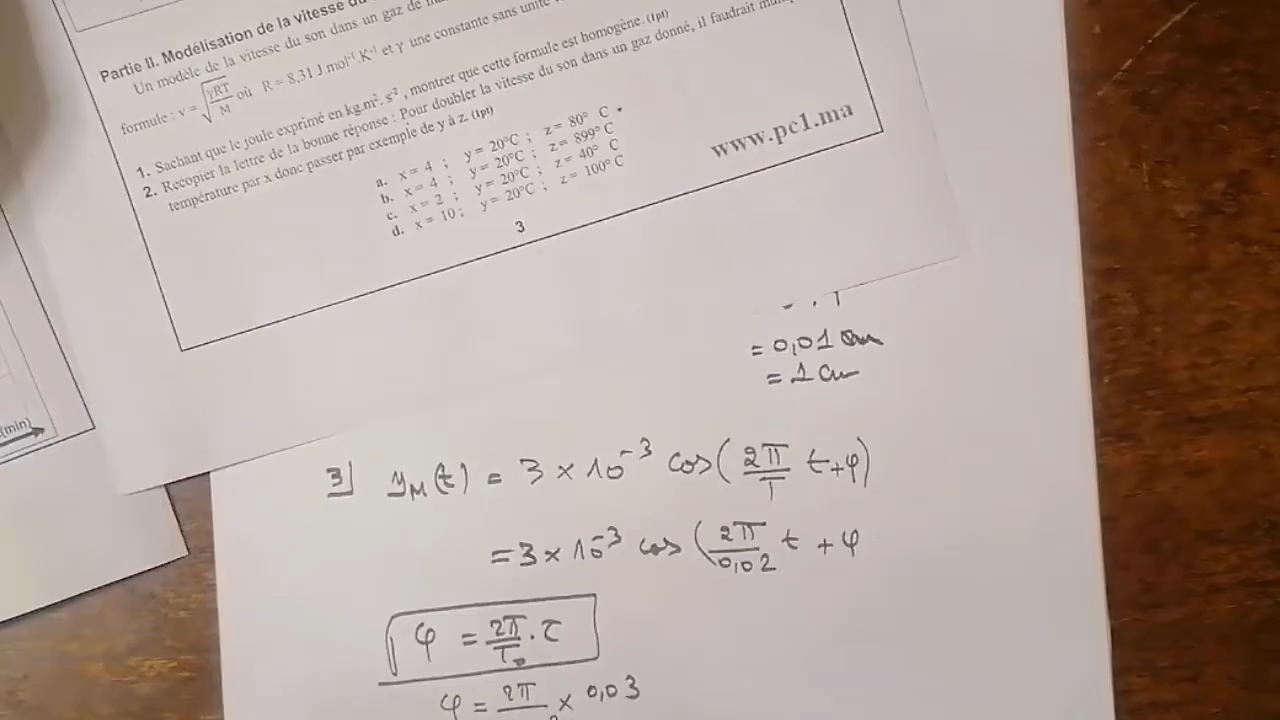 Partie II. Modélisation de la vitesse du
Un modèle de la vitesse du son dans un gaz de
formule : v = √(γRT/M) où R = 8,31 J.mol⁻¹.K⁻¹ et γ une constante sans unité
1. Sachant que le joule exprimé en kg.m².s⁻², montrer que cette formule est homogène. (1pt)
2. Recopier la lettre de la bonne réponse : Pour doubler la vitesse du son dans un gaz donné, il faudrait
température par x donc passer par exemple de y à z. (1pt)
a. x = 4 ; y = 20°C ; z = 80° C
b. x = 4 ; y = 20°C ; z = 899° C
c. x = 2 ; y = 20°C ; z = 40° C
d. x = 10 ; y = 20°C ; z = 100° C
www.pc1.ma
3
(min)
= 0,01
= 1 cm
3] y_M(t) = 3 × 10⁻³ cos(2π/T t + φ)
= 3 × 10⁻³ cos (2π/0,02 t + φ
φ = 2π/T . τ
φ = 2π × 0,03